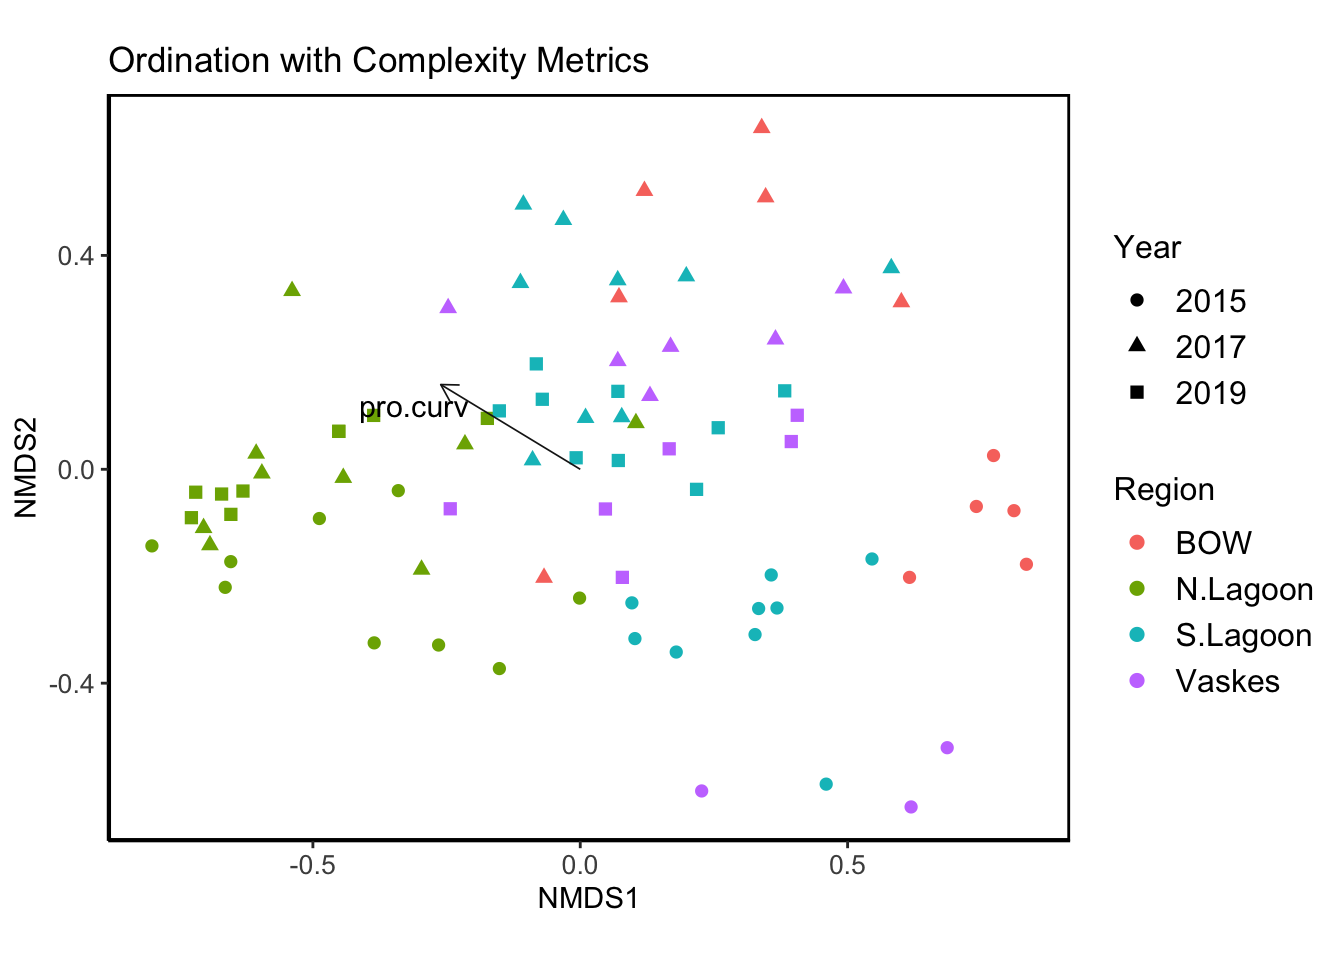 Ordination with Complexity Metrics
NMDS2
0.4
0.0
-0.4
pro.curv
-0.5
0.0
0.5
NMDS1
Year
2015
2017
2019
Region
BOW
N.Lagoon
S.Lagoon
Vaskes